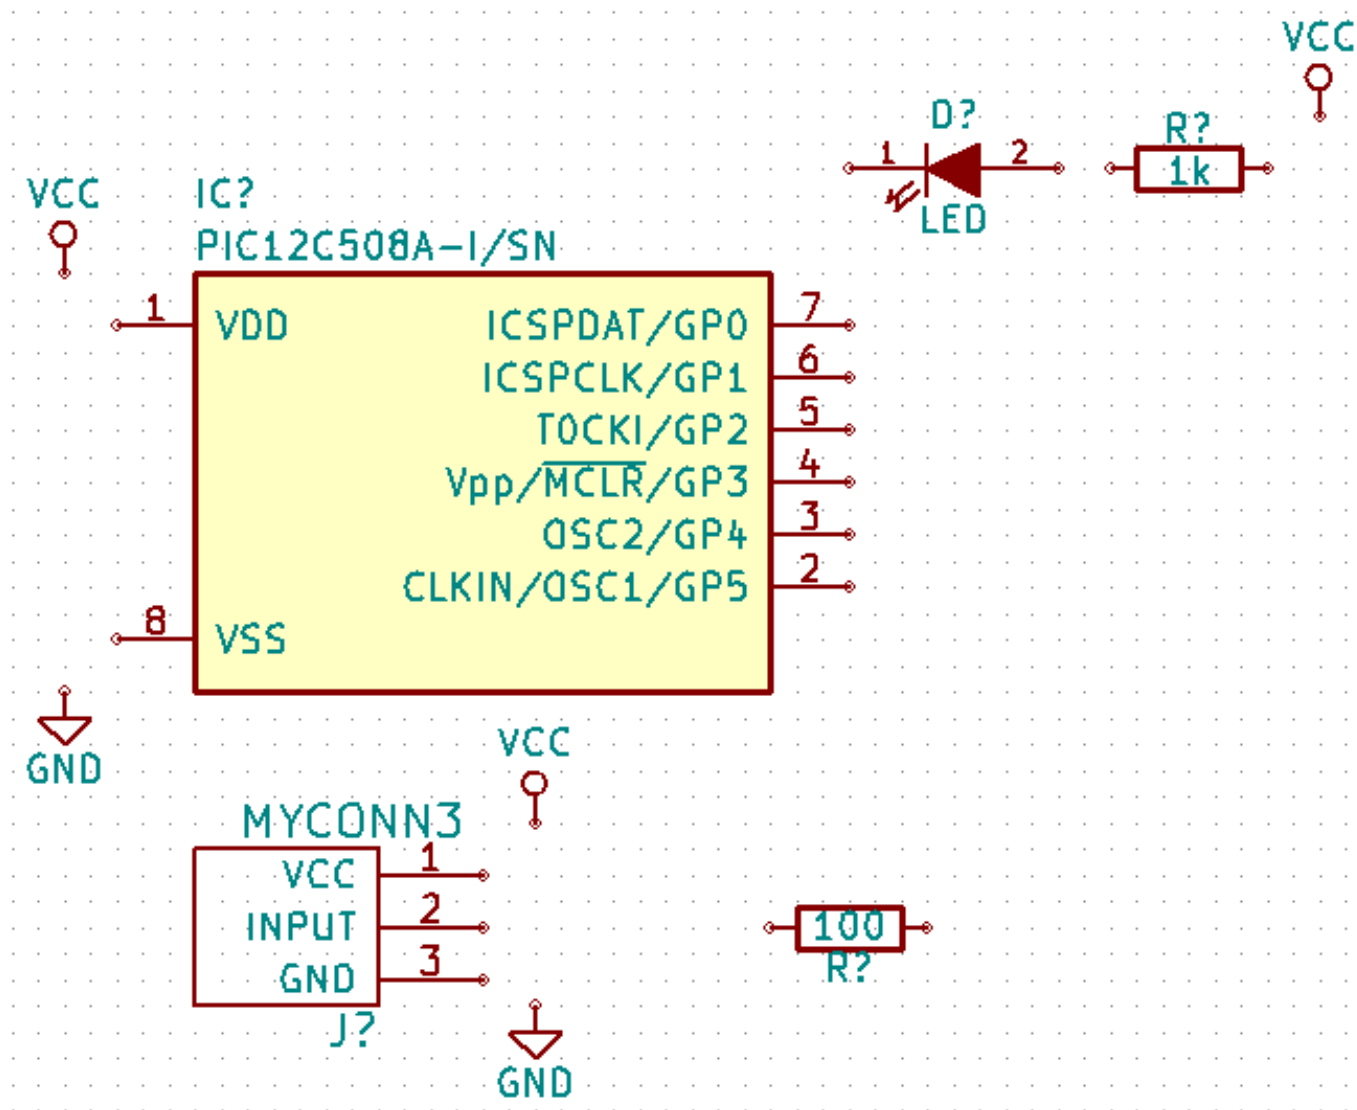 VCC
D?
1 2
LED
R?
1k
VCC
IC?
PIC12C508A-I/SN
1 VDD ICSPDAT/GP0 7
ICSPCLK/GP1 6
T0CKI/GP2 5
Vpp/MCLR/GP3 4
OSC2/GP4 3
CLKIN/OSC1/GP5 2
8 VSS
GND
VCC
MYCONN3
VCC 1
INPUT 2
GND 3
J?
GND
100
R?